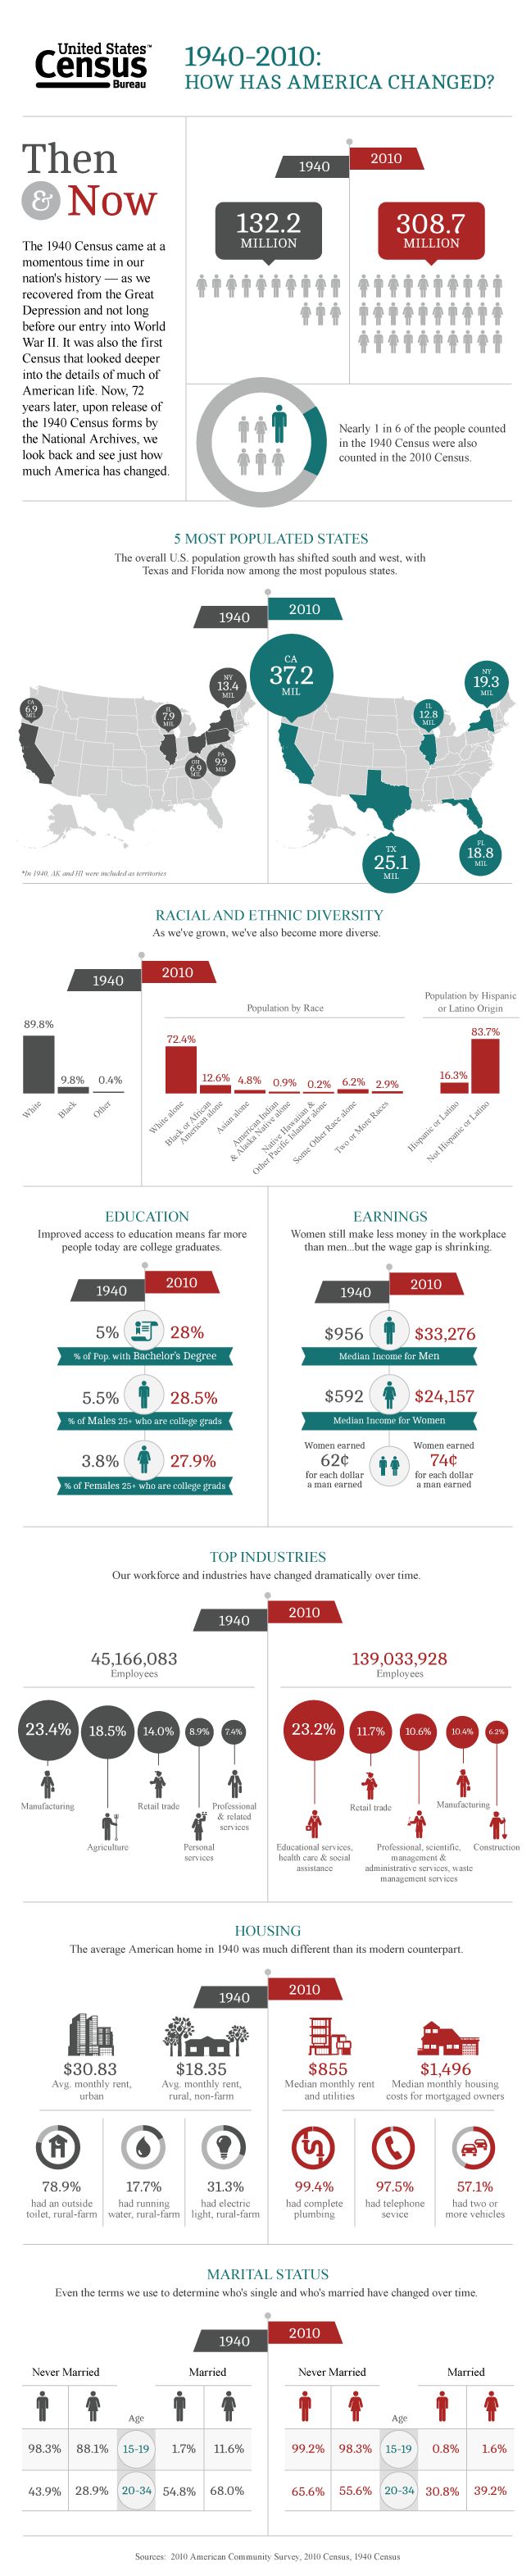 United States™
Census
Bureau
1940-2010:
HOW HAS AMERICA CHANGED?
Then
& Now
The 1940 Census came at a
momentous time in our
nation's history — as we
recovered from the Great
Depression and not long
before our entry into World
War II. It was also the first
Census that looked deeper
into the details of much of
American life. Now, 72
years later, upon release of
the 1940 Census forms by
the National Archives, we
look back and see just how
much America has changed.
1940
2010
132.2
MILLION
308.7
MILLION
Nearly 1 in 6 of the people counted
in the 1940 Census were also
counted in the 2010 Census.
5 MOST POPULATED STATES
The overall U.S. population growth has shifted south and west, with
Texas and Florida now among the most populous states.
1940
2010
CA
6.9
MIL
IL
7.9
MIL
NY
13.4
MIL
OH
6.9
MIL
PA
9.9
MIL
CA
37.2
MIL
IL
12.8
MIL
NY
19.3
MIL
TX
25.1
MIL
FL
18.8
MIL
*In 1940, AK and HI were included as territories
RACIAL AND ETHNIC DIVERSITY
As we've grown, we've also become more diverse.
1940
2010
89.8%
9.8%
0.4%
White
Black
Other
Population by Race
72.4%
12.6%
4.8%
0.9%
0.2%
6.2%
2.9%
White alone
Black or African
American alone
Asian alone
American Indian
& Alaska Native alone
Native Hawaiian &
Other Pacific Islander alone
Some Other Race alone
Two or More Races
Population by Hispanic
or Latino Origin
83.7%
16.3%
Hispanic or Latino
Not Hispanic or Latino
EDUCATION
Improved access to education means far more
people today are college graduates.
1940
2010
5%
28%
% of Pop. with Bachelor's Degree
5.5%
28.5%
% of Males 25+ who are college grads
3.8%
27.9%
% of Females 25+ who are college grads
EARNINGS
Women still make less money in the workplace
than men...but the wage gap is shrinking.
1940
2010
$956
$33,276
Median Income for Men
$592
$24,157
Median Income for Women
Women earned
62¢
for each dollar
a man earned
Women earned
74¢
for each dollar
a man earned
TOP INDUSTRIES
Our workforce and industries have changed dramatically over time.
1940
2010
45,166,083
Employees
139,033,928
Employees
23.4%
18.5%
14.0%
8.9%
7.4%
Manufacturing
Agriculture
Retail trade
Personal
services
Professional
& related
services
23.2%
11.7%
10.6%
10.4%
6.2%
Educational services,
health care & social
assistance
Retail trade
Professional, scientific,
management &
administrative services, waste
management services
Manufacturing
Construction
HOUSING
The average American home in 1940 was much different than its modern counterpart.
1940
2010
$30.83
Avg. monthly rent,
urban
$18.35
Avg. monthly rent,
rural, non-farm
$855
Median monthly rent
and utilities
$1,496
Median monthly housing
costs for mortgaged owners
78.9%
had an outside
toilet, rural-farm
17.7%
had running
water, rural-farm
31.3%
had electric
light, rural-farm
99.4%
had complete
plumbing
97.5%
had telephone
sevice
57.1%
had two or
more vehicles
MARITAL STATUS
Even the terms we use to determine who's single and who's married have changed over time.
1940
2010
Never Married
Married
Never Married
Married
Age
Age
98.3% 88.1% 15-19 1.7% 11.6%
99.2% 98.3% 15-19 0.8% 1.6%
43.9% 28.9% 20-34 54.8% 68.0%
65.6% 55.6% 20-34 30.8% 39.2%
Sources: 2010 American Community Survey, 2010 Census, 1940 Census